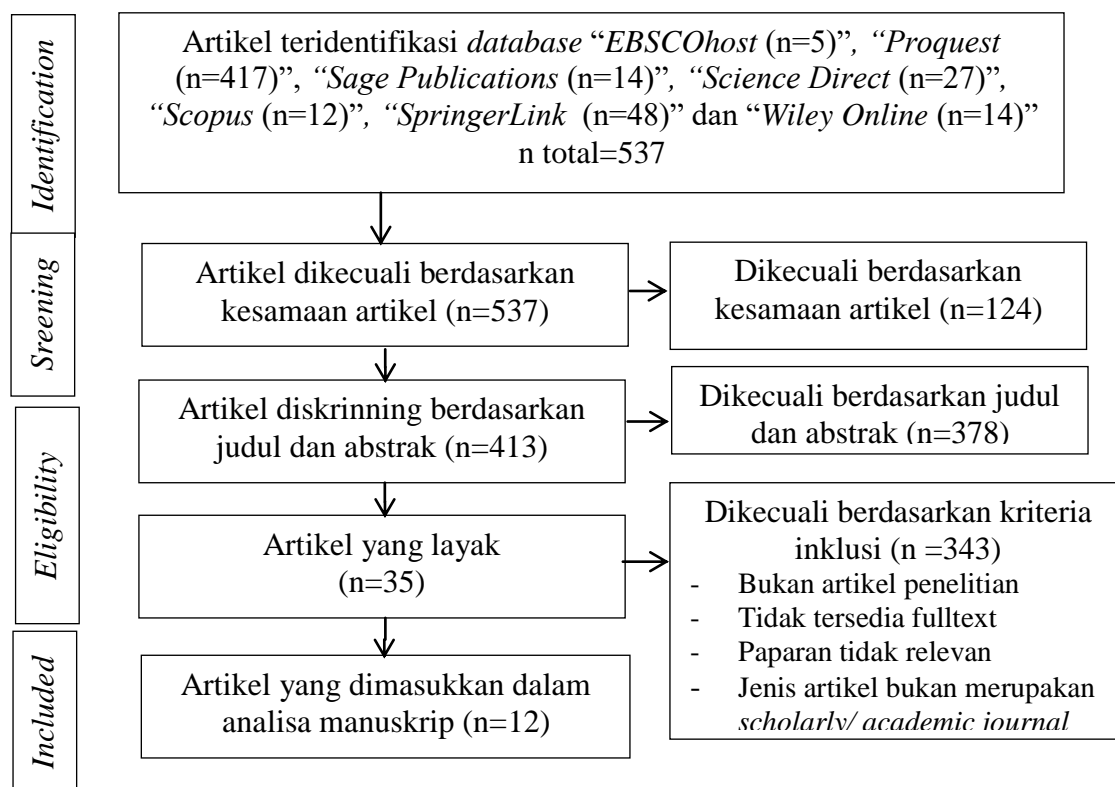 Identification
Artikel teridentifikasi database “EBSCOhost (n=5)”, “Proquest
(n=417)”, “Sage Publications (n=14)”, “Science Direct (n=27)”,
“Scopus (n=12)”, “SpringerLink (n=48)” dan “Wiley Online (n=14)”
n total=537
Sreening
Artikel dikecuali berdasarkan
kesamaan artikel (n=537)
Dikecuali berdasarkan
kesamaan artikel (n=124)
Artikel diskrinning berdasarkan
judul dan abstrak (n=413)
Dikecuali berdasarkan judul
dan abstrak (n=378)
Eligibility
Artikel yang layak
(n=35)
Dikecuali berdasarkan kriteria
inklusi (n =343)
- Bukan artikel penelitian
- Tidak tersedia fulltext
- Paparan tidak relevan
- Jenis artikel bukan merupakan
scholarly/ academic journal
Included
Artikel yang dimasukkan dalam
analisa manuskrip (n=12)